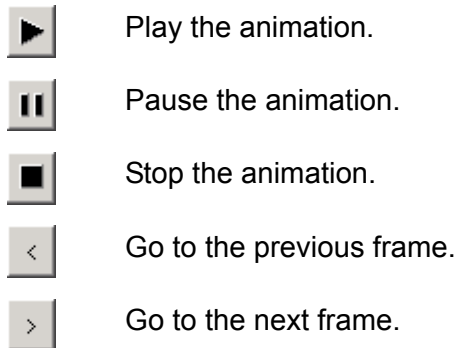 Play the animation.
Pause the animation.
Stop the animation.
< Go to the previous frame.
> Go to the next frame.